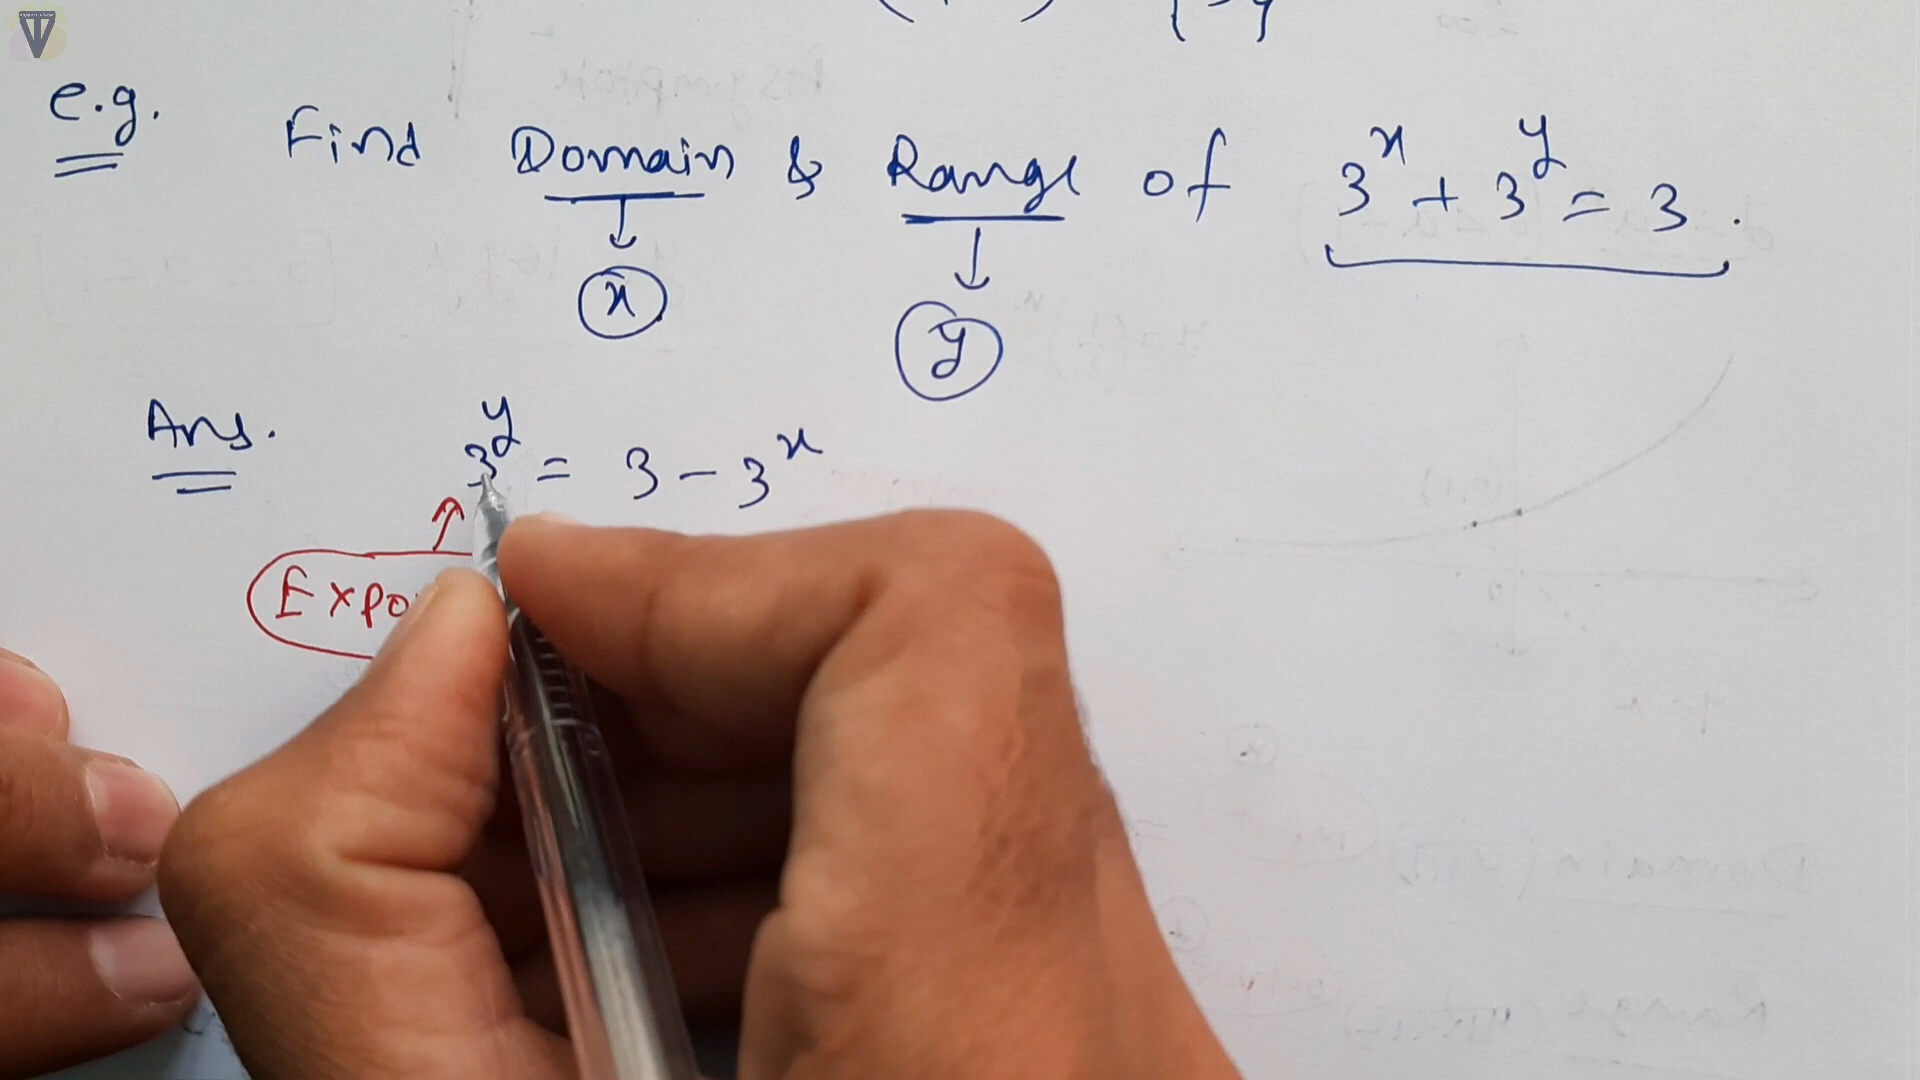 e.g. Find Domain & Range of 3^x + 3^y = 3.
x
y
Ans. 3^y = 3 - 3^x
Expo